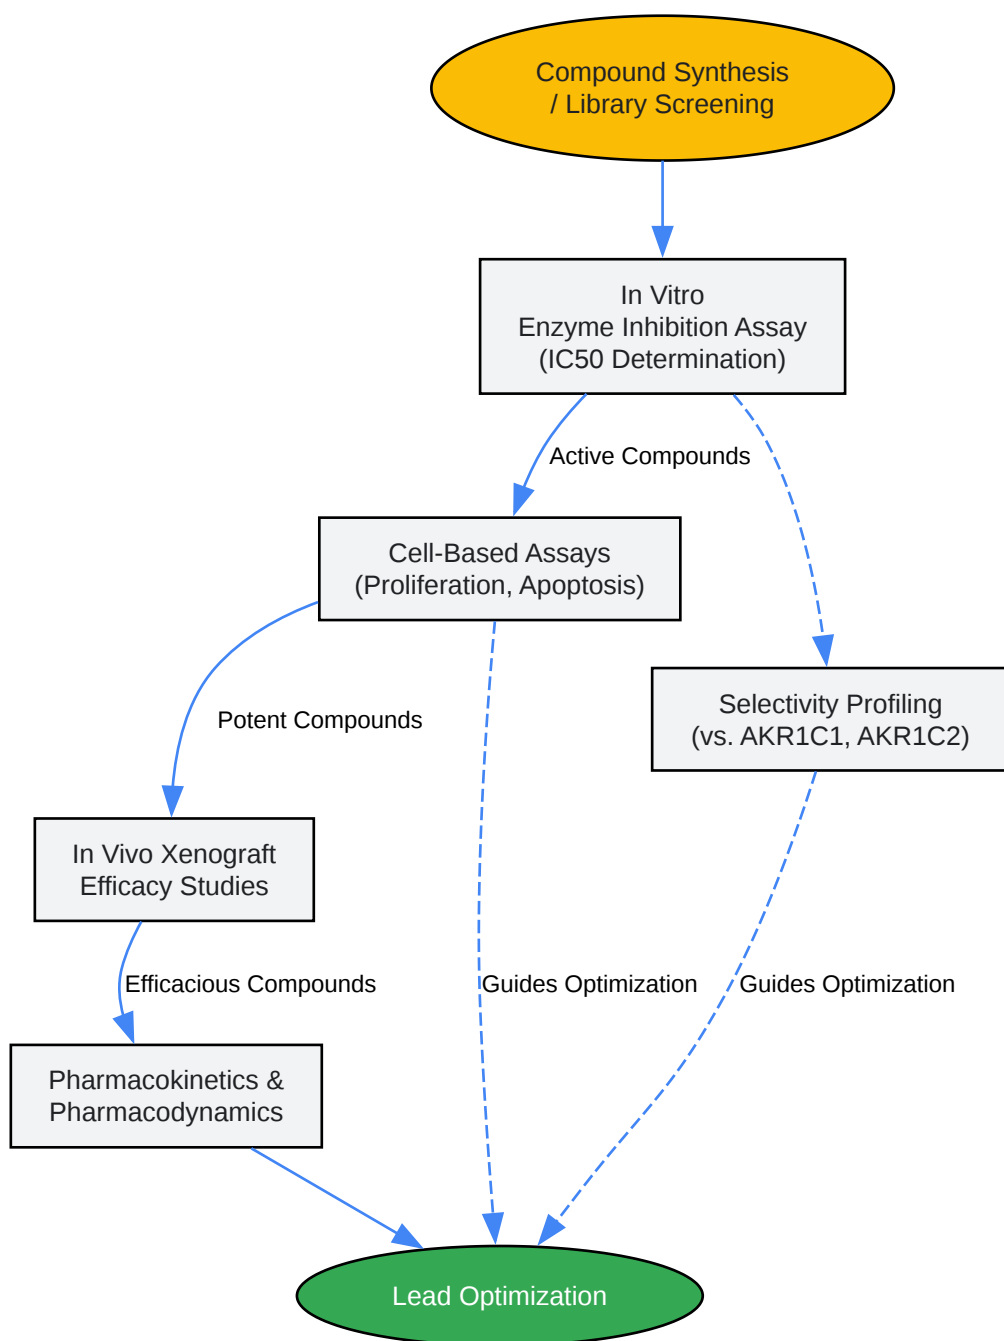 Compound Synthesis
/ Library Screening
In Vitro
Enzyme Inhibition Assay
(IC50 Determination)
Active Compounds
Cell-Based Assays
(Proliferation, Apoptosis)
Selectivity Profiling
(vs. AKR1C1, AKR1C2)
Potent Compounds
In Vivo Xenograft
Efficacy Studies
Efficacious Compounds
Guides Optimization
Guides Optimization
Pharmacokinetics &
Pharmacodynamics
Lead Optimization